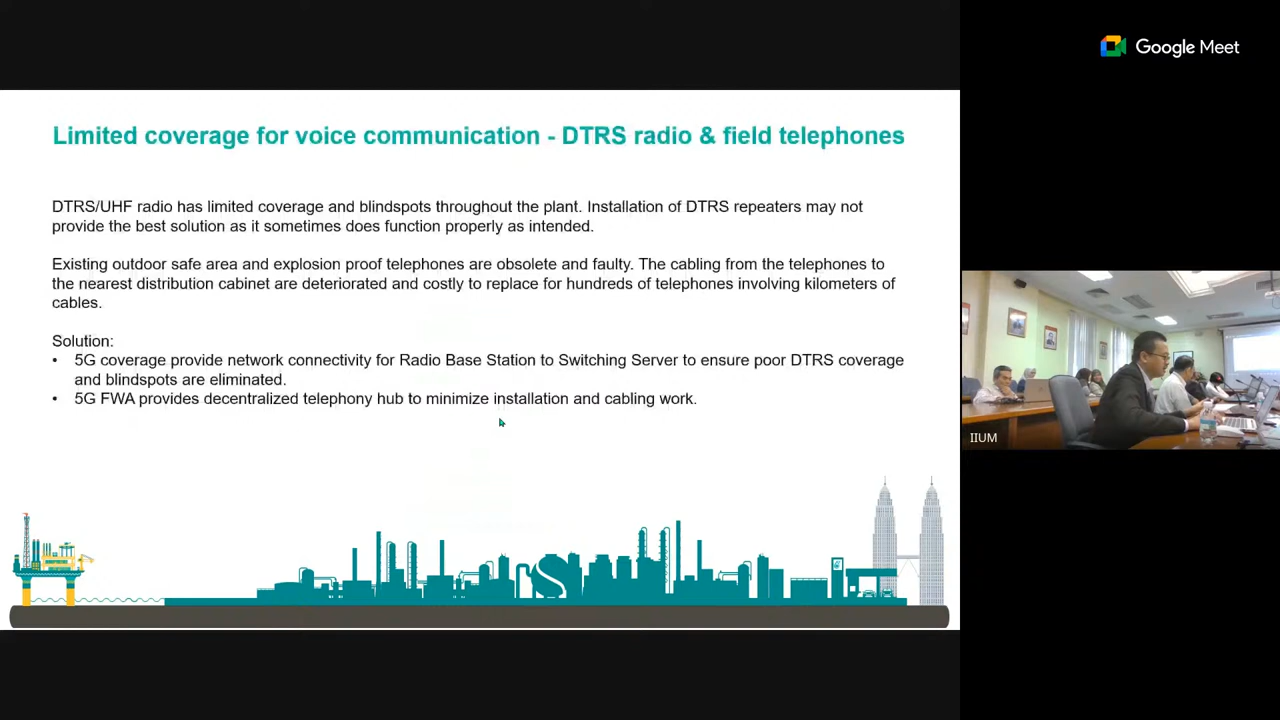 Google Meet
Limited coverage for voice communication - DTRS radio & field telephones
DTRS/UHF radio has limited coverage and blindspots throughout the plant. Installation of DTRS repeaters may not
provide the best solution as it sometimes does function properly as intended.
Existing outdoor safe area and explosion proof telephones are obsolete and faulty. The cabling from the telephones to
the nearest distribution cabinet are deteriorated and costly to replace for hundreds of telephones involving kilometers of
cables.
Solution:
• 5G coverage provide network connectivity for Radio Base Station to Switching Server to ensure poor DTRS coverage
and blindspots are eliminated.
• 5G FWA provides decentralized telephony hub to minimize installation and cabling work.
IIUM